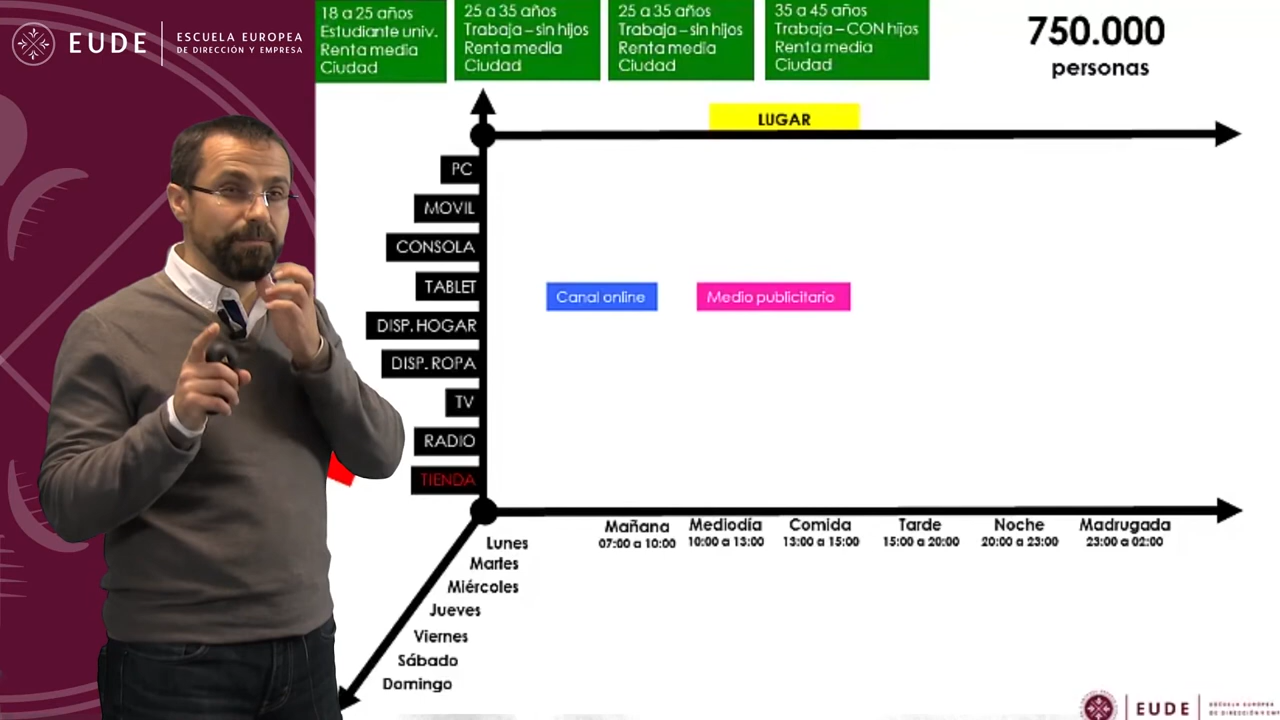 EUDE
ESCUELA EUROPEA
DE DIRECCIÓN Y EMPRESA
18 a 25 años
Estudiante univ.
Renta media
Ciudad
25 a 35 años
Trabaja – sin hijos
Renta media
Ciudad
25 a 35 años
Trabaja – sin hijos
Renta media
Ciudad
35 a 45 años
Trabaja – CON hijos
Renta media
Ciudad
750.000
personas
LUGAR
PC
MOVIL
CONSOLA
TABLET
DISP. HOGAR
DISP. ROPA
TV
RADIO
TIENDA
Canal online
Medio publicitario
Mañana
07:00 a 10:00
Mediodía
10:00 a 13:00
Comida
13:00 a 15:00
Tarde
15:00 a 20:00
Noche
20:00 a 23:00
Madrugada
23:00 a 02:00
Lunes
Martes
Miércoles
Jueves
Viernes
Sábado
Domingo
EUDE
ESCUELA EUROPEA
DE DIRECCIÓN Y EMP